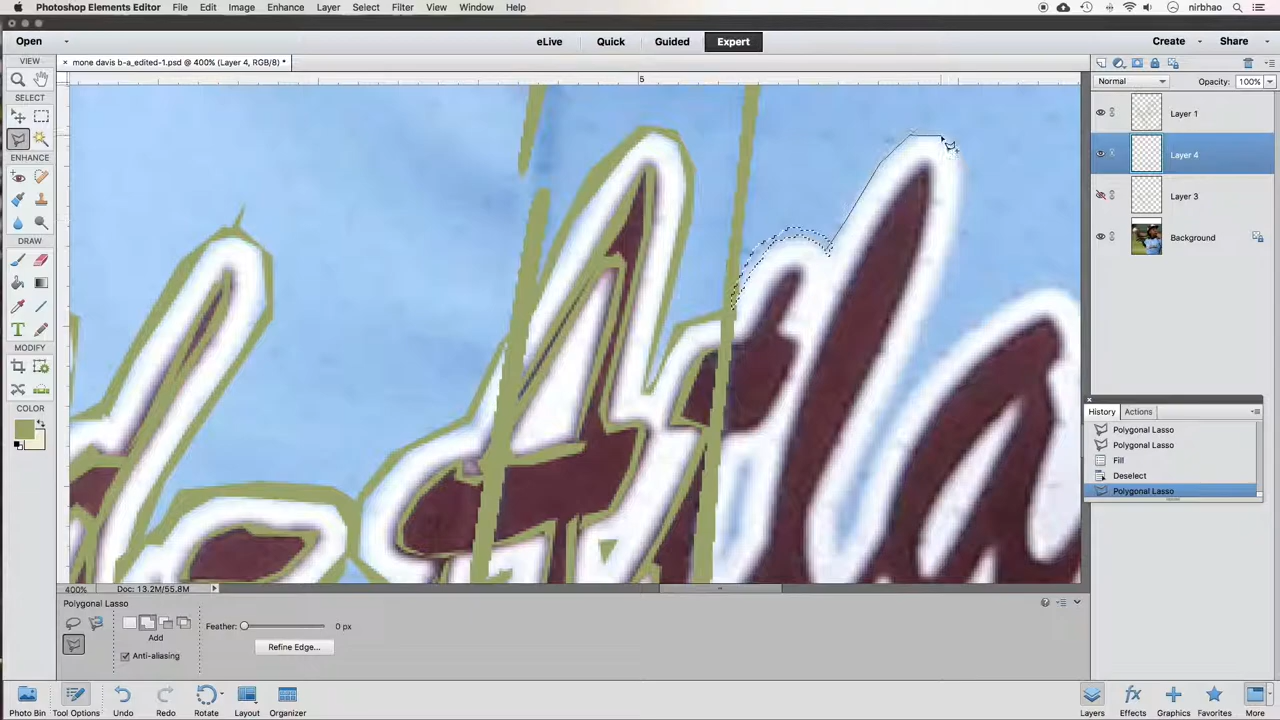 Photoshop Elements Editor File Edit Image Enhance Layer Select Filter View Window Help nirbhao
Open eLive Quick Guided Expert Create Share
VIEW
mone davis b-a_edited-1.psd @ 400% (Layer 4, RGB/8) *
Normal Opacity: 100%
5
SELECT
Layer 1
Layer 4
ENHANCE
Layer 3
DRAW
Background
T
MODIFY
COLOR
History Actions
Polygonal Lasso
Polygonal Lasso
Fill
Deselect
Polygonal Lasso
400% Doc: 13.2M/55.8M
Polygonal Lasso
Feather: 0 px
Add
Refine Edge...
Anti-aliasing
Photo Bin Tool Options Undo Redo Rotate Layout Organizer Layers Effects Graphics Favorites More